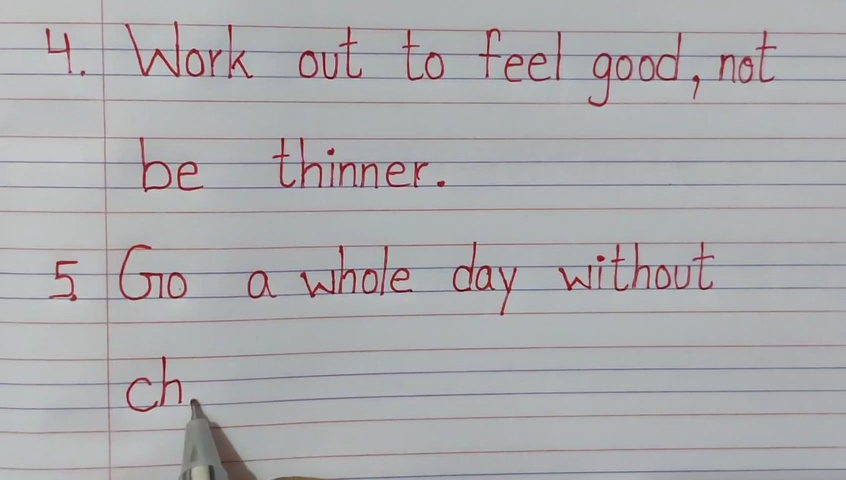 4. Work out to feel good, not
be thinner.
5. Go a whole day without
ch